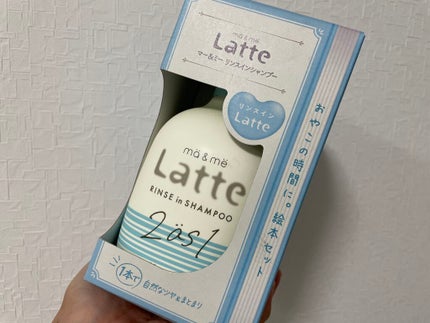 mä & më
Latte
マー&ミー リンスインシャンプー
リンスイン
Latte
mä & më
Latte
RINSE in SHAMPOO
2äs1
おやこの時間に。絵本セット
1本で
自然なツヤ&まとまり